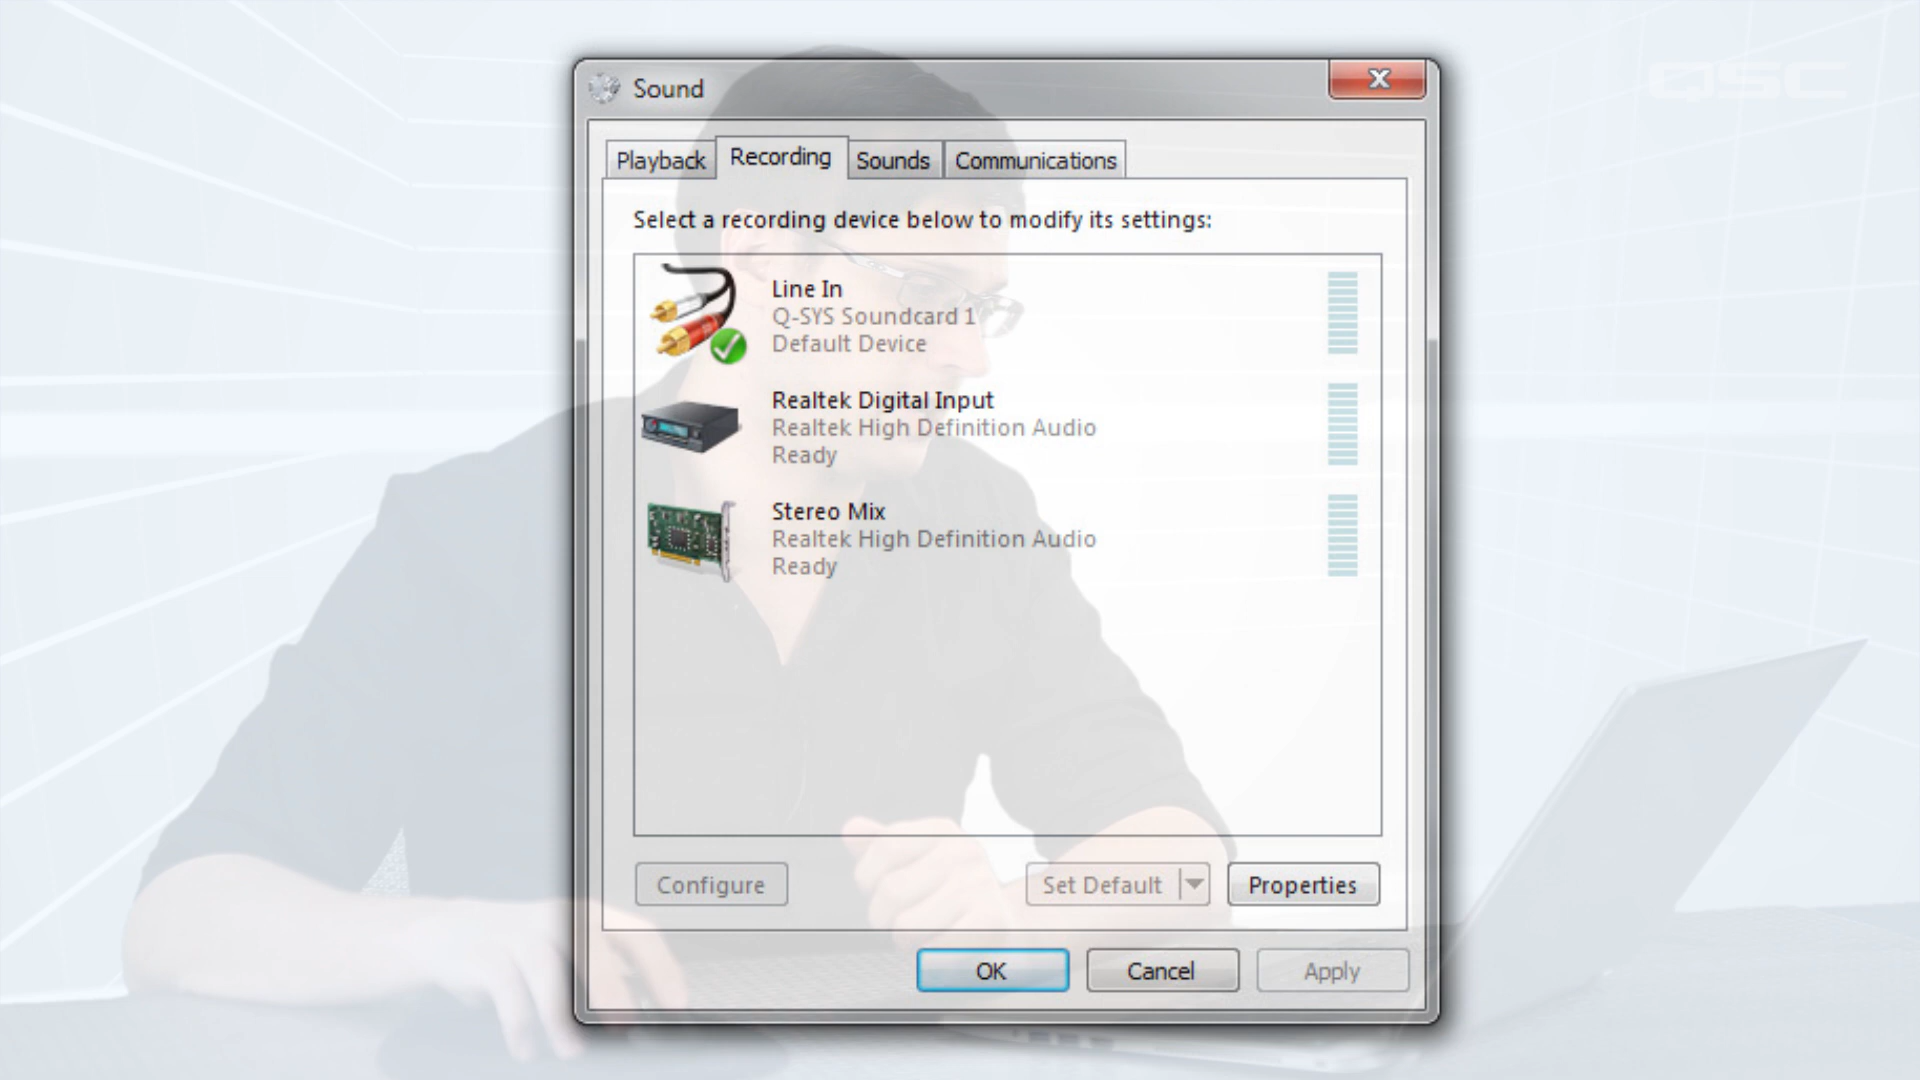 QSC
Sound
Playback
Recording
Sounds
Communications
Select a recording device below to modify its settings:
Line In
Q-SYS Soundcard 1
Default Device
Realtek Digital Input
Realtek High Definition Audio
Ready
Stereo Mix
Realtek High Definition Audio
Ready
Configure
Set Default
Properties
OK
Cancel
Apply